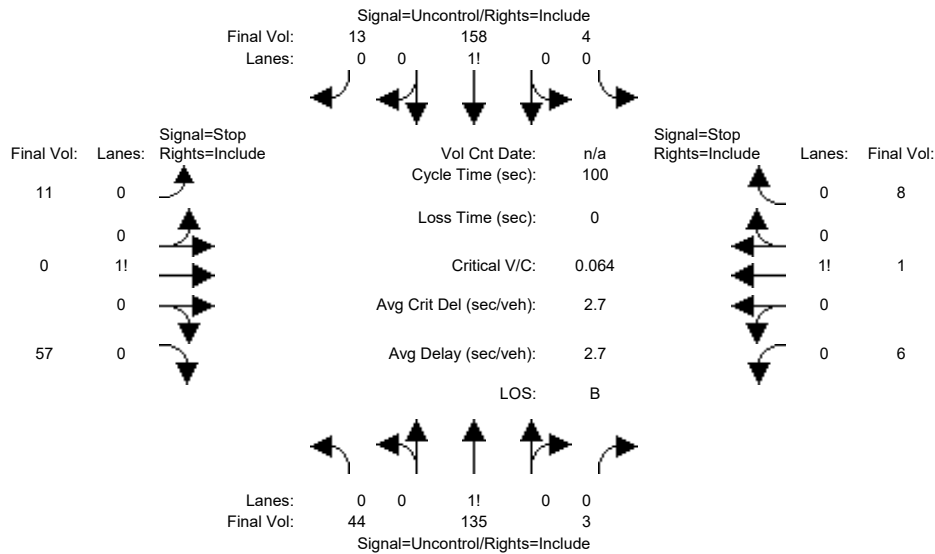 Signal=Uncontrol/Rights=Include
Final Vol: 13 158 4
Lanes: 0 0 1! 0 0
Signal=Stop Signal=Stop
Final Vol: Lanes: Rights=Include Vol Cnt Date: n/a Rights=Include Lanes: Final Vol:
Cycle Time (sec): 100
11 0 0 8
Loss Time (sec): 0
0 0
0 1! Critical V/C: 0.064 1! 1
0 Avg Crit Del (sec/veh): 2.7 0
57 0 Avg Delay (sec/veh): 2.7 0 6
LOS: B
Lanes: 0 0 1! 0 0
Final Vol: 44 135 3
Signal=Uncontrol/Rights=Include